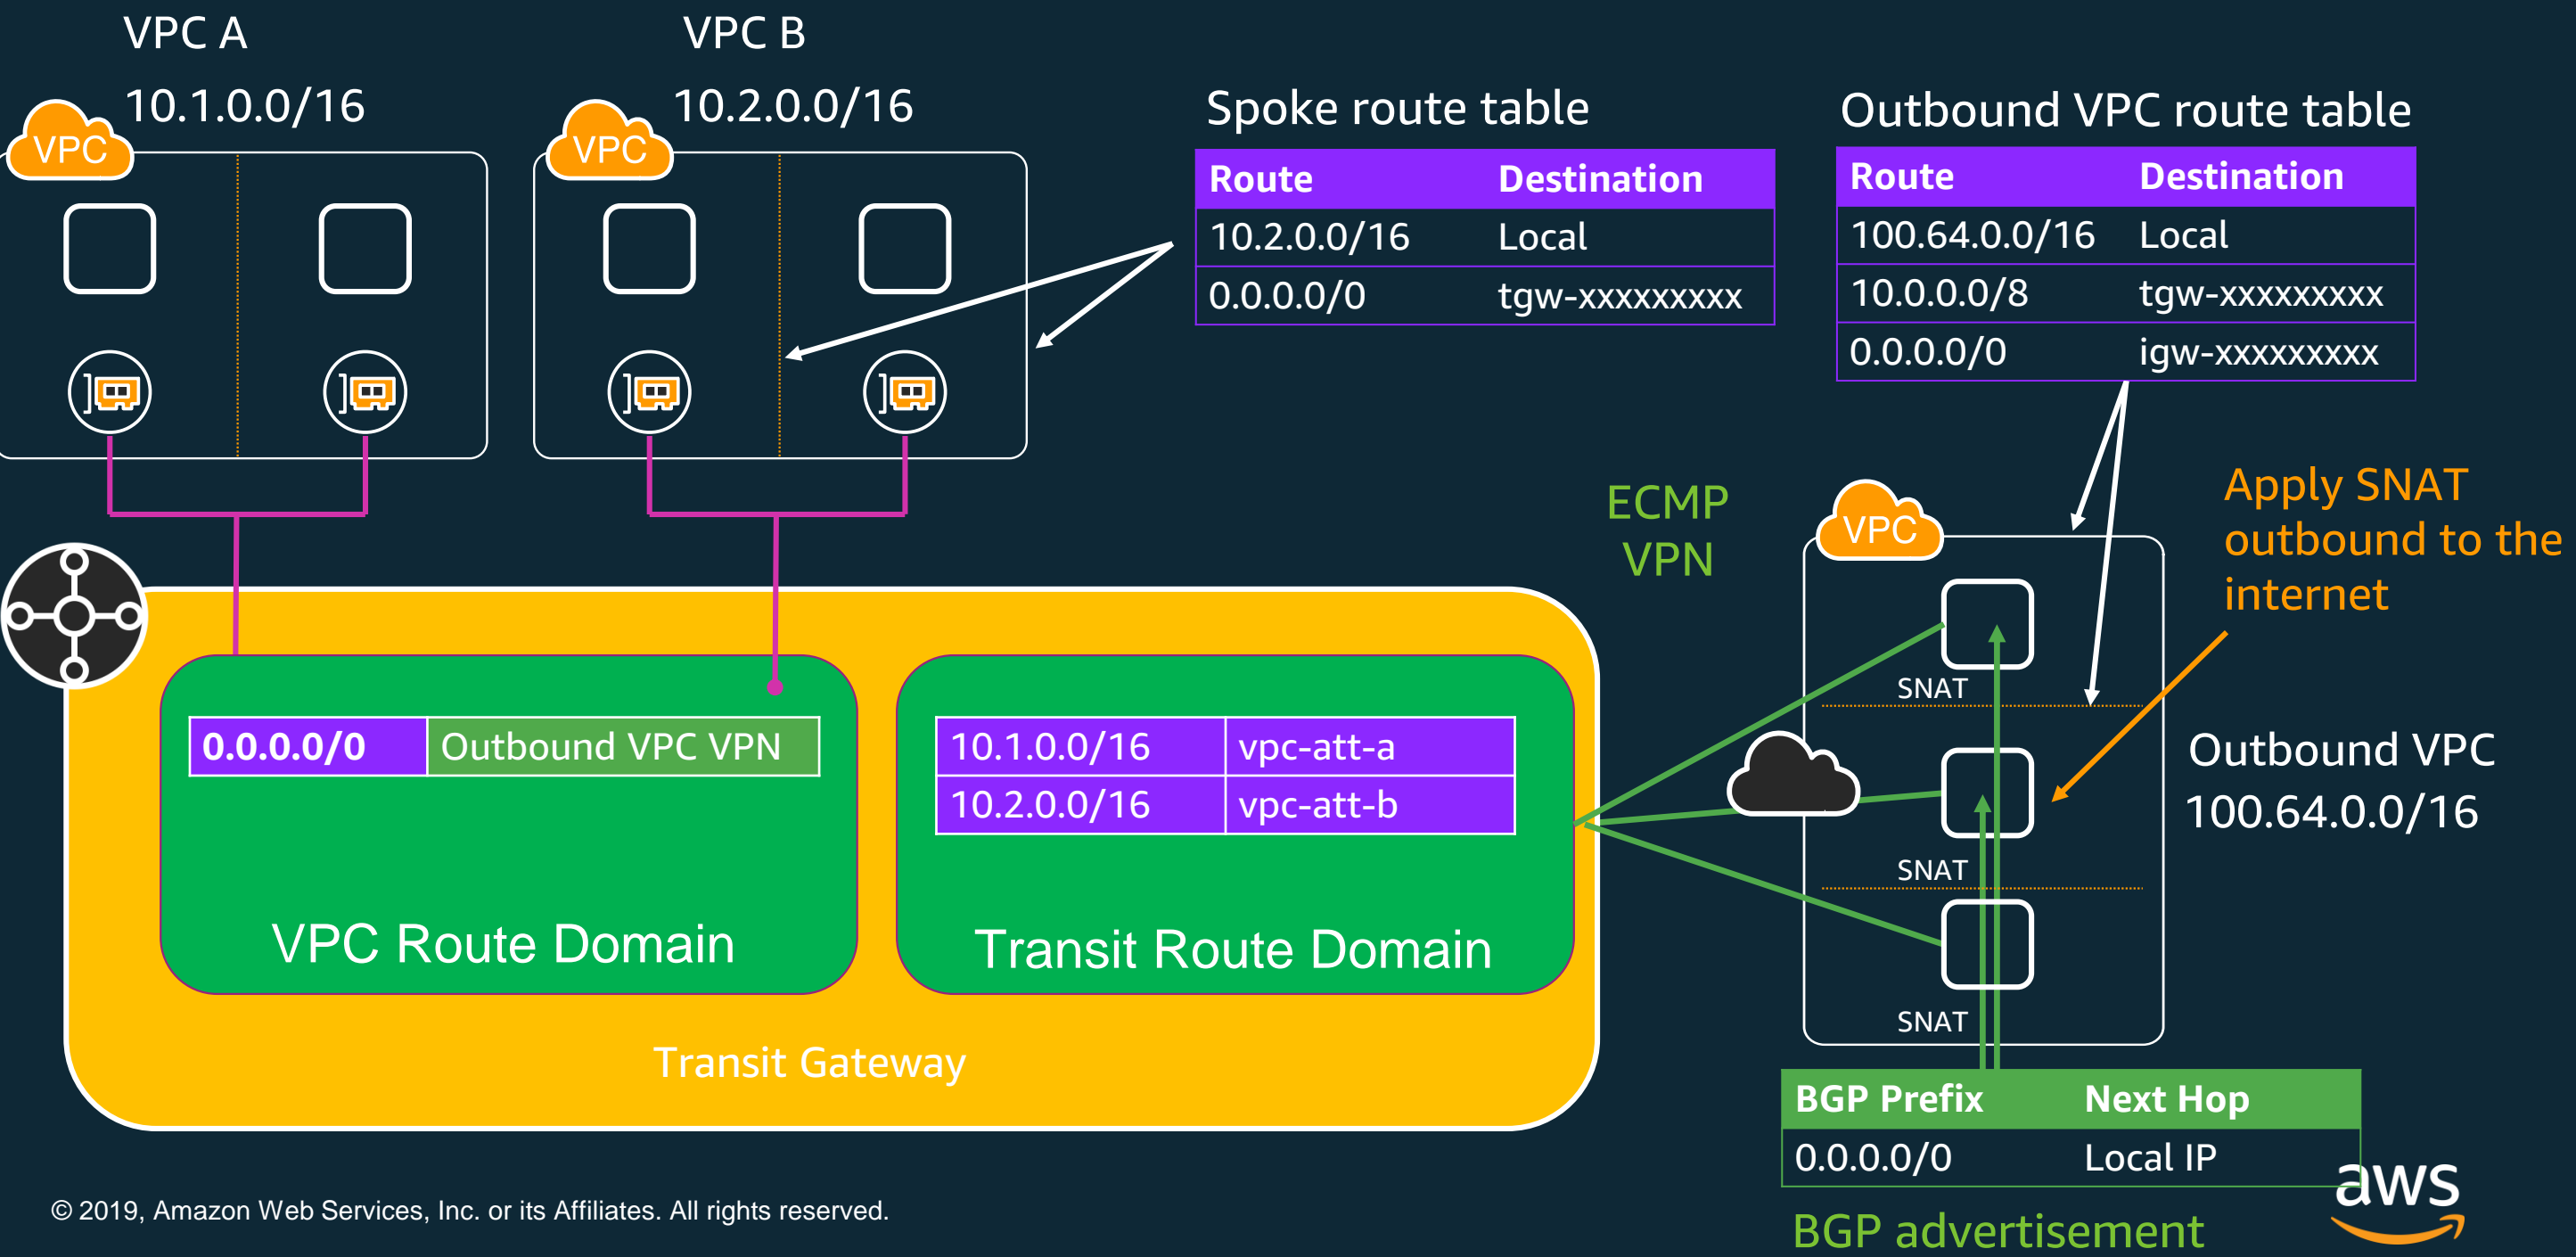 VPC A
10.1.0.0/16
VPC
VPC B
10.2.0.0/16
VPC
Spoke route table
Route Destination
10.2.0.0/16 Local
0.0.0.0/0 tgw-xxxxxxxxx
Outbound VPC route table
Route Destination
100.64.0.0/16 Local
10.0.0.0/8 tgw-xxxxxxxxx
0.0.0.0/0 igw-xxxxxxxxx
ECMP
VPN
VPC
Apply SNAT
outbound to the
internet
SNAT
SNAT
SNAT
Outbound VPC
100.64.0.0/16
0.0.0.0/0 Outbound VPC VPN
VPC Route Domain
10.1.0.0/16 vpc-att-a
10.2.0.0/16 vpc-att-b
Transit Route Domain
Transit Gateway
BGP Prefix Next Hop
0.0.0.0/0 Local IP
BGP advertisement
© 2019, Amazon Web Services, Inc. or its Affiliates. All rights reserved.
aws